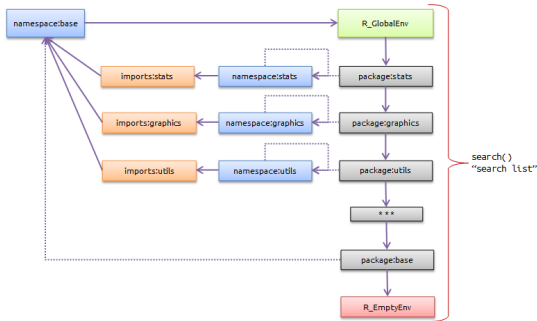 namespace:base
R_GlobalEnv
imports:stats
namespace:stats
package:stats
imports:graphics
namespace:graphics
package:graphics
search()
“search list”
imports:utils
namespace:utils
package:utils
***
package:base
R_EmptyEnv